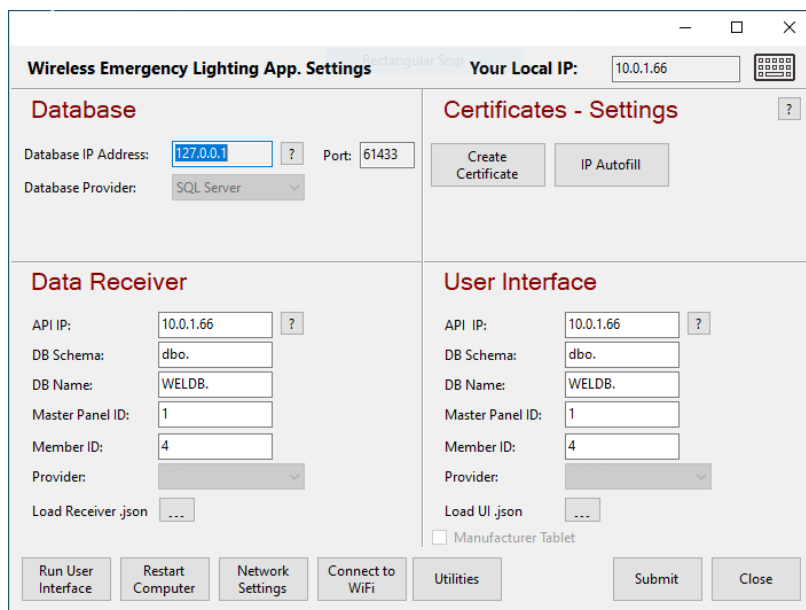 Rectangular Snip
Wireless Emergency Lighting App. Settings Your Local IP: 10.0.1.66
Database
Database IP Address: 127.0.0.1 ? Port: 61433
Database Provider: SQL Server
Certificates - Settings ?
Create Certificate
IP Autofill
Data Receiver
API IP: 10.0.1.66 ?
DB Schema: dbo.
DB Name: WELDB.
Master Panel ID: 1
Member ID: 4
Provider:
Load Receiver .json ...
User Interface
API IP: 10.0.1.66 ?
DB Schema: dbo.
DB Name: WELDB.
Master Panel ID: 1
Member ID: 4
Provider:
Load UI .json ...
Manufacturer Tablet
Run User Interface
Restart Computer
Network Settings
Connect to WiFi
Utilities
Submit
Close